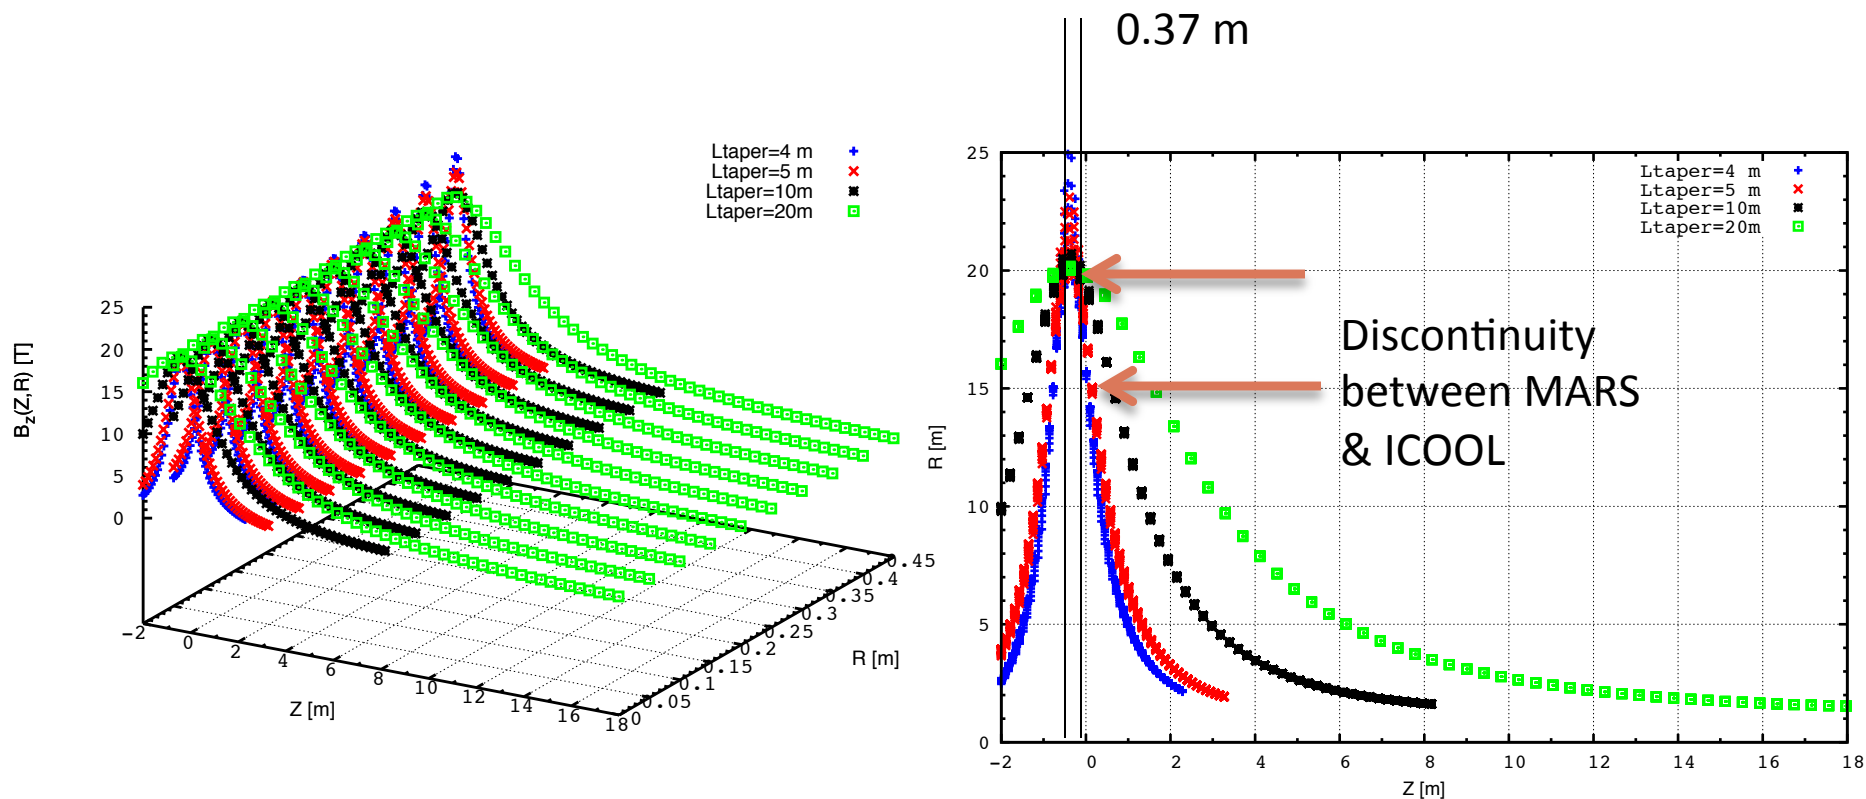 0.37 m
Ltaper=4 m
Ltaper=5 m
Ltaper=10m
Ltaper=20m
25
20
15
10
5
0
B_Z(Z,R) [T]
-2
0
2
4
6
8
10
12
14
16
18
Z [m]
0
0.05
0.1
0.15
0.2
0.25
0.3
0.35
0.4
0.45
R [m]
Ltaper=4 m
Ltaper=5 m
Ltaper=10m
Ltaper=20m
25
20
15
10
5
0
R [m]
Discontinuity
between MARS
& ICOOL
-2
0
2
4
6
8
10
12
14
16
18
Z [m]